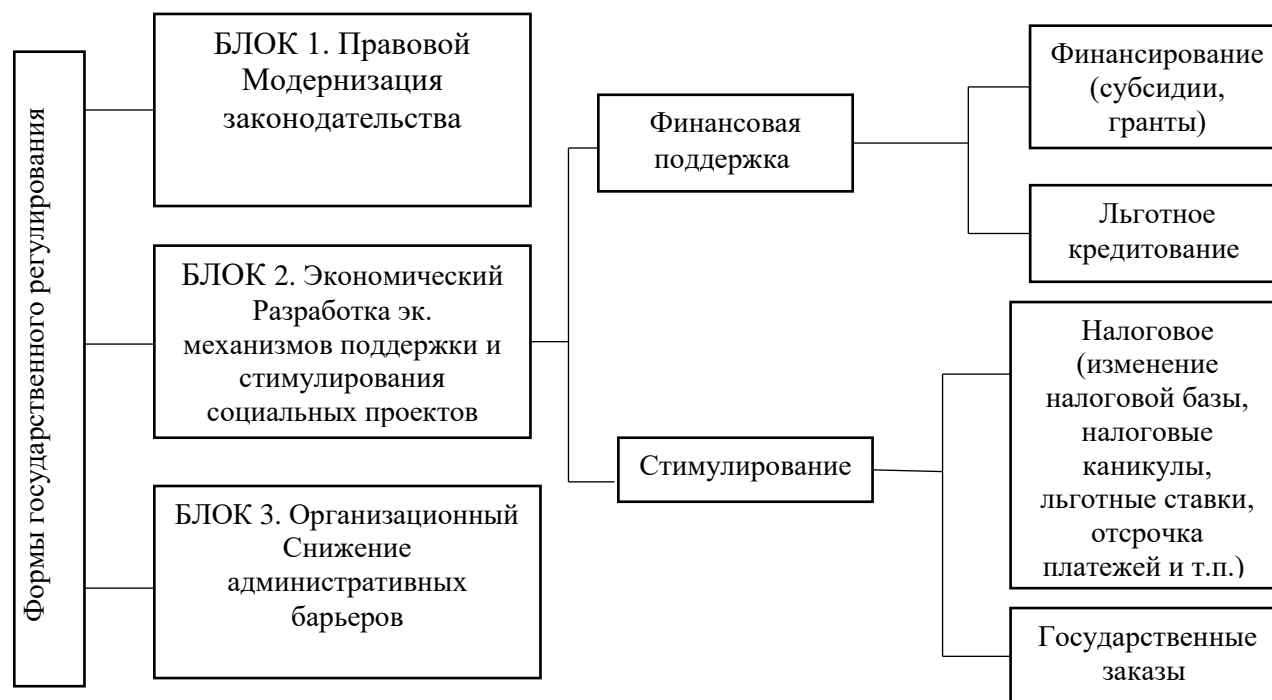 Формы государственного регулирования
БЛОК 1. Правовой
Модернизация
законодательства
БЛОК 2. Экономический
Разработка эк.
механизмов поддержки и
стимулирования
социальных проектов
БЛОК 3. Организационный
Снижение
административных
барьеров
Финансовая
поддержка
Стимулирование
Финансирование
(субсидии,
гранты)
Льготное
кредитование
Налоговое
(изменение
налоговой базы,
налоговые
каникулы,
льготные ставки,
отсрочка
платежей и т.п.)
Государственные
заказы